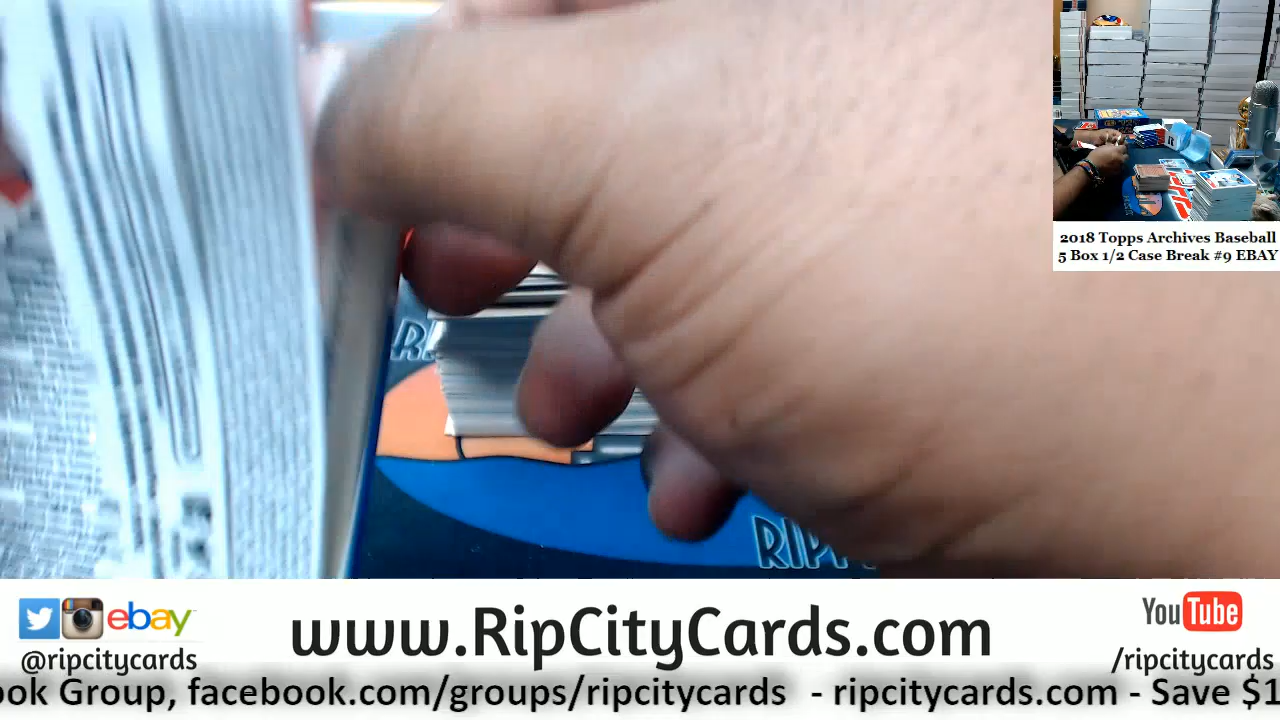 2018 Topps Archives Baseball
5 Box 1/2 Case Break #9 EBAY
RIPP
ebay
www.RipCityCards.com
YouTube
@ripcitycards
/ripcitycards
ook Group, facebook.com/groups/ripcitycards - ripcitycards.com - Save $1